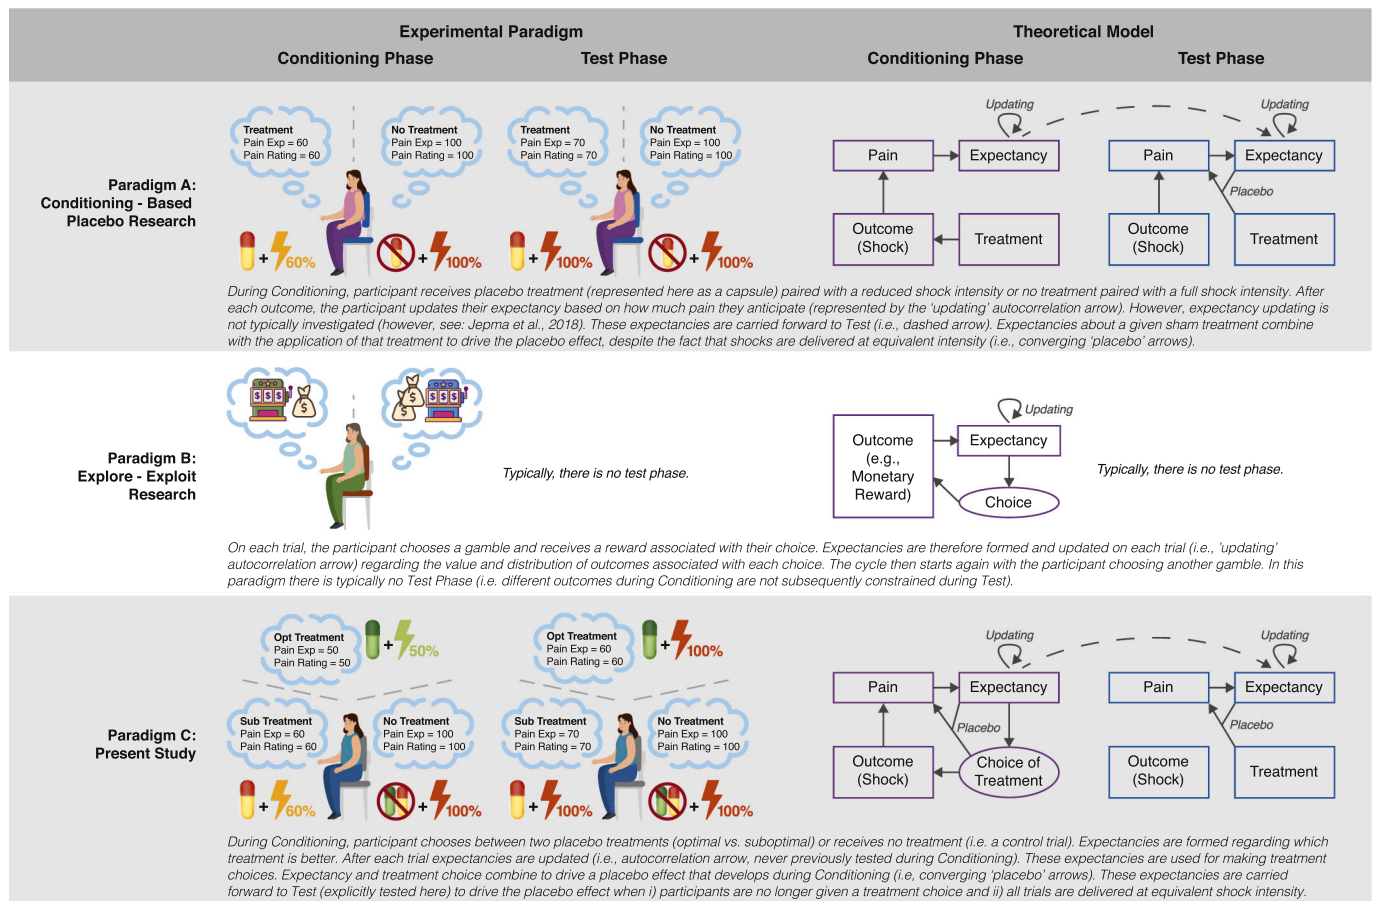 Experimental Paradigm
Theoretical Model
Conditioning Phase
Test Phase
Conditioning Phase
Test Phase
Paradigm A:
Conditioning - Based
Placebo Research
Treatment
Pain Exp = 60
Pain Rating = 60
No Treatment
Pain Exp = 100
Pain Rating = 100
+
60%
+
100%
Treatment
Pain Exp = 70
Pain Rating = 70
No Treatment
Pain Exp = 100
Pain Rating = 100
+
100%
+
100%
Updating
Pain
Expectancy
Outcome
(Shock)
Treatment
Updating
Pain
Expectancy
Placebo
Outcome
(Shock)
Treatment
During Conditioning, participant receives placebo treatment (represented here as a capsule) paired with a reduced shock intensity or no treatment paired with a full shock intensity. After
each outcome, the participant updates their expectancy based on how much pain they anticipate (represented by the 'updating' autocorrelation arrow). However, expectancy updating is
not typically investigated (however, see: Jepma et al., 2018). These expectancies are carried forward to Test (i.e., dashed arrow). Expectancies about a given sham treatment combine
with the application of that treatment to drive the placebo effect, despite the fact that shocks are delivered at equivalent intensity (i.e., converging 'placebo' arrows).
Paradigm B:
Explore - Exploit
Research
$ $ $
$
$
$
$ $ $
Typically, there is no test phase.
Updating
Outcome
(e.g.,
Monetary
Reward)
Expectancy
Choice
Typically, there is no test phase.
On each trial, the participant chooses a gamble and receives a reward associated with their choice. Expectancies are therefore formed and updated on each trial (i.e., 'updating'
autocorrelation arrow) regarding the value and distribution of outcomes associated with each choice. The cycle then starts again with the participant choosing another gamble. In this
paradigm there is typically no Test Phase (i.e. different outcomes during Conditioning are not subsequently constrained during Test).
Paradigm C:
Present Study
Opt Treatment
Pain Exp = 50
Pain Rating = 50
+
50%
Sub Treatment
Pain Exp = 60
Pain Rating = 60
No Treatment
Pain Exp = 100
Pain Rating = 100
+
60%
+
100%
Opt Treatment
Pain Exp = 60
Pain Rating = 60
+
100%
Sub Treatment
Pain Exp = 70
Pain Rating = 70
No Treatment
Pain Exp = 100
Pain Rating = 100
+
100%
+
100%
Updating
Pain
Expectancy
Placebo
Outcome
(Shock)
Choice of
Treatment
Updating
Pain
Expectancy
Placebo
Outcome
(Shock)
Treatment
During Conditioning, participant chooses between two placebo treatments (optimal vs. suboptimal) or receives no treatment (i.e. a control trial). Expectancies are formed regarding which
treatment is better. After each trial expectancies are updated (i.e., autocorrelation arrow, never previously tested during Conditioning). These expectancies are used for making treatment
choices. Expectancy and treatment choice combine to drive a placebo effect that develops during Conditioning (i.e, converging 'placebo' arrows). These expectancies are carried
forward to Test (explicitly tested here) to drive the placebo effect when i) participants are no longer given a treatment choice and ii) all trials are delivered at equivalent shock intensity.